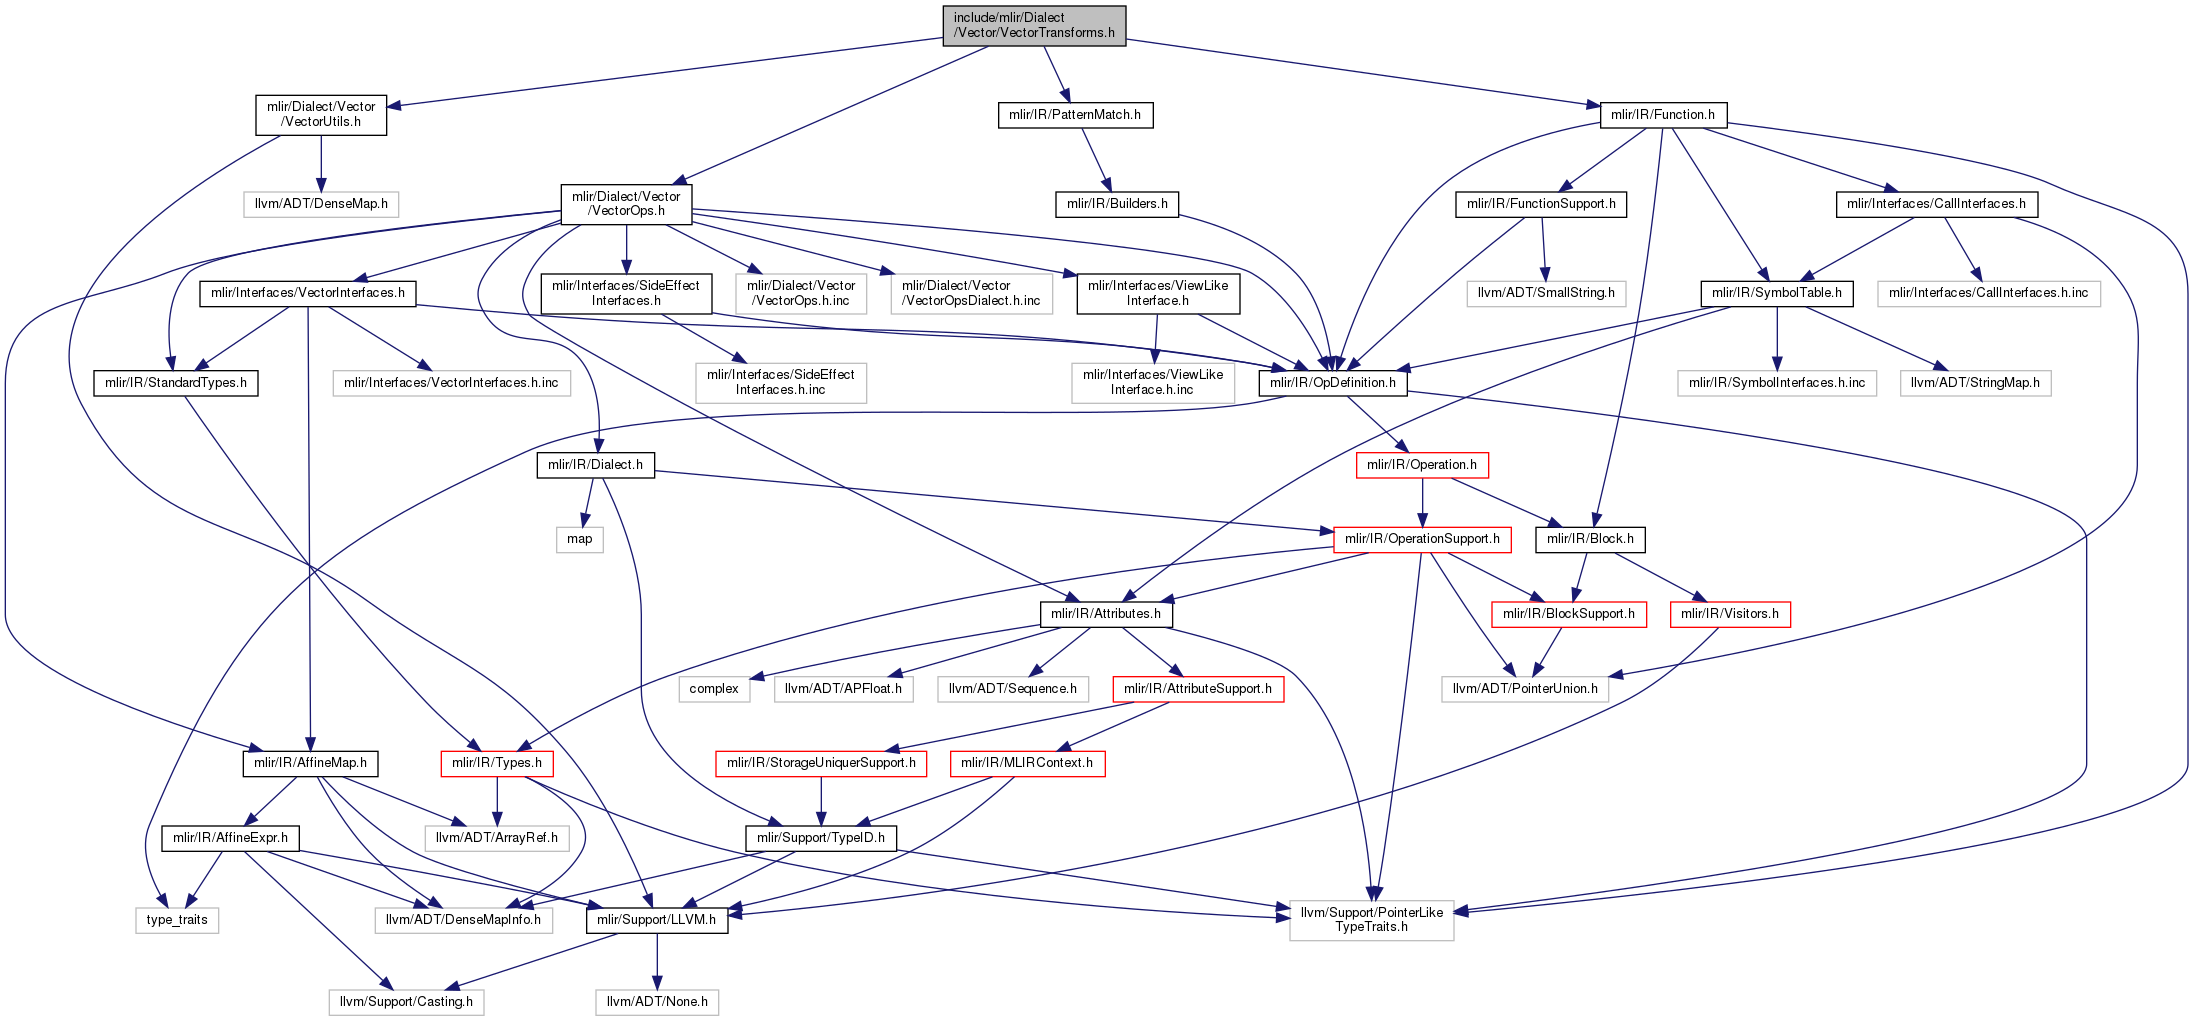 include/mlir/Dialect
/Vector/VectorTransforms.h
mlir/Dialect/Vector
/VectorUtils.h
mlir/IR/PatternMatch.h
mlir/IR/Function.h
llvm/ADT/DenseMap.h
mlir/Dialect/Vector
/VectorOps.h
mlir/IR/Builders.h
mlir/IR/FunctionSupport.h
mlir/Interfaces/CallInterfaces.h
mlir/Interfaces/VectorInterfaces.h
mlir/Interfaces/SideEffect
Interfaces.h
mlir/Dialect/Vector
/VectorOps.h.inc
mlir/Dialect/Vector
/VectorOpsDialect.h.inc
mlir/Interfaces/ViewLike
Interface.h
llvm/ADT/SmallString.h
mlir/IR/SymbolTable.h
mlir/Interfaces/CallInterfaces.h.inc
mlir/IR/StandardTypes.h
mlir/Interfaces/VectorInterfaces.h.inc
mlir/Interfaces/SideEffect
Interfaces.h.inc
mlir/Interfaces/ViewLike
Interface.h.inc
mlir/IR/OpDefinition.h
mlir/IR/SymbolInterfaces.h.inc
llvm/ADT/StringMap.h
mlir/IR/Dialect.h
mlir/IR/Operation.h
map
mlir/IR/OperationSupport.h
mlir/IR/Block.h
mlir/IR/Attributes.h
mlir/IR/BlockSupport.h
mlir/IR/Visitors.h
complex
llvm/ADT/APFloat.h
llvm/ADT/Sequence.h
mlir/IR/AttributeSupport.h
llvm/ADT/PointerUnion.h
mlir/IR/AffineMap.h
mlir/IR/Types.h
mlir/IR/StorageUniquerSupport.h
mlir/IR/MLIRContext.h
mlir/IR/AffineExpr.h
llvm/ADT/ArrayRef.h
mlir/Support/TypeID.h
type_traits
llvm/ADT/DenseMapInfo.h
mlir/Support/LLVM.h
llvm/Support/PointerLike
TypeTraits.h
llvm/Support/Casting.h
llvm/ADT/None.h